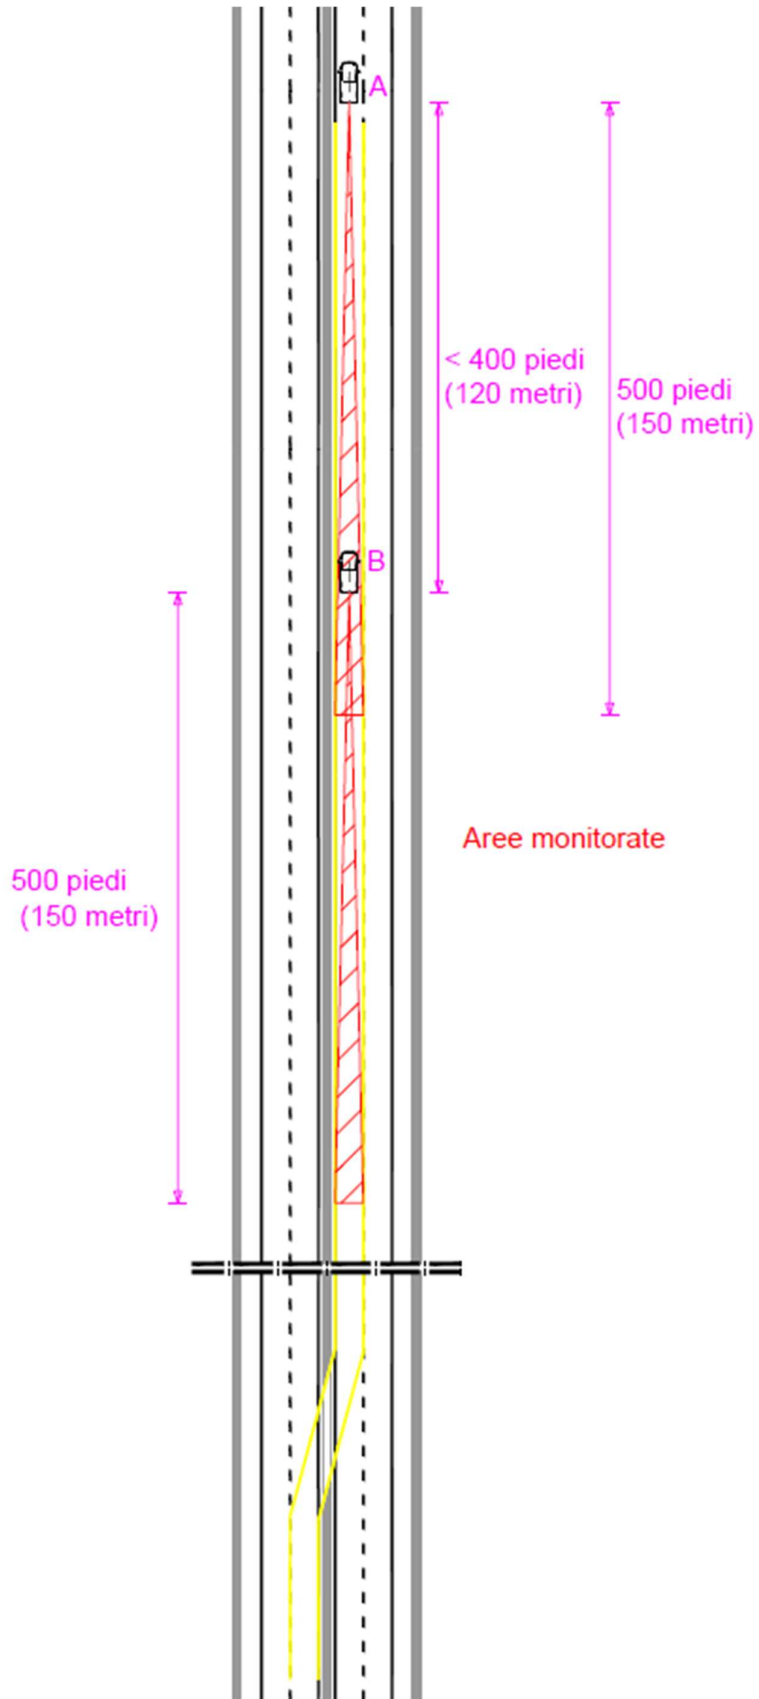 A
< 400 piedi
(120 metri)
500 piedi
(150 metri)
B
Aree monitorate
500 piedi
(150 metri)